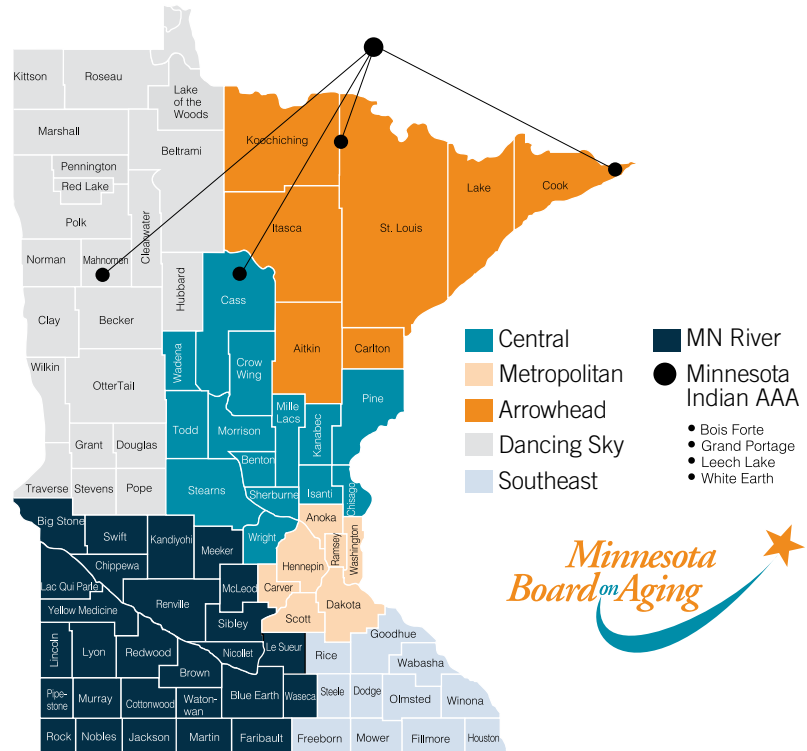 Kittson
Roseau
Lake
of the
Woods
Marshall
Koochiching
Beltrami
Pennington
Red Lake
Lake
Cook
Polk
Clearwater
Itasca
St. Louis
Norman
Mahnomen
Hubbard
Cass
Clay
Becker
Wadena
Crow
Wing
Aitkin
Carlton
Wilkin
OtterTail
Pine
Mille
Lacs
Kanabec
Todd
Morrison
Grant
Douglas
Benton
Traverse
Stevens
Pope
Stearns
Sherburne
Isanti
Chisago
Big Stone
Swift
Kandiyohi
Meeker
Wright
Anoka
Ramsey
Washington
Hennepin
Chippewa
Lac Qui Parle
McLeod
Carver
Yellow Medicine
Renville
Dakota
Scott
Sibley
Goodhue
Lincoln
Lyon
Redwood
Nicollet
Le Sueur
Rice
Wabasha
Brown
Pipe-
stone
Murray
Cottonwood
Waton-
wan
Blue Earth
Waseca
Steele
Dodge
Olmsted
Winona
Rock
Nobles
Jackson
Martin
Faribault
Freeborn
Mower
Fillmore
Houston
Central
Metropolitan
Arrowhead
Dancing Sky
Southeast
MN River
Minnesota
Indian AAA
• Bois Forte
• Grand Portage
• Leech Lake
• White Earth
Minnesota
Board on Aging